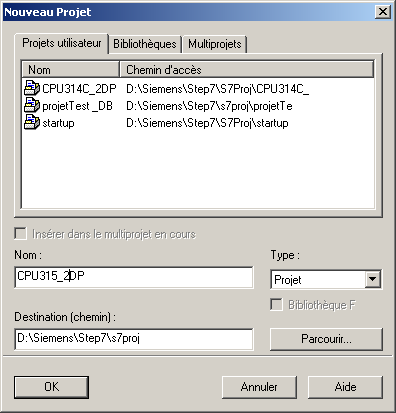 Nouveau Projet
Projets utilisateur Bibliothèques Multiprojets
Nom Chemin d'accès
CPU314C_2DP D:\Siemens\Step7\S7Proj\CPU314C_
projetTest _DB D:\Siemens\Step7\s7proj\projetTe
startup D:\Siemens\Step7\S7Proj\startup
Insérer dans le multiprojet en cours
Nom : Type :
CPU315_2DP Projet
Bibliothèque F
Destination (chemin) :
D:\Siemens\Step7\s7proj Parcourir...
OK Annuler Aide